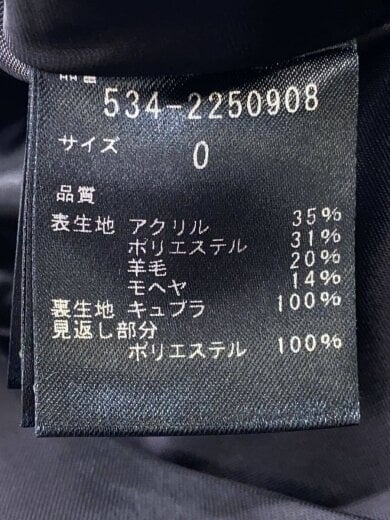 品番
534-2250908
サイズ 0
品質
表生地 アクリル 35%
ポリエステル 31%
羊毛 20%
モヘヤ 14%
裏生地 キュプラ 100%
見返し部分
ポリエステル 100%